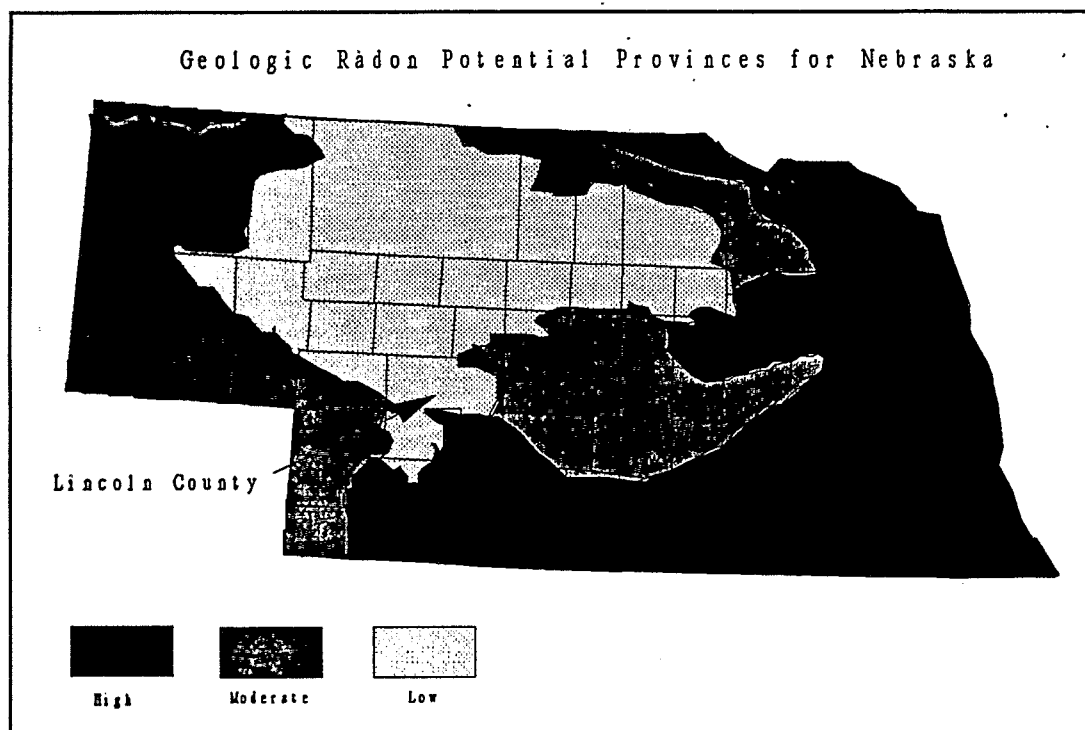 Geologic Radon Potential Provinces for Nebraska
Lincoln County
High
Moderate
Low